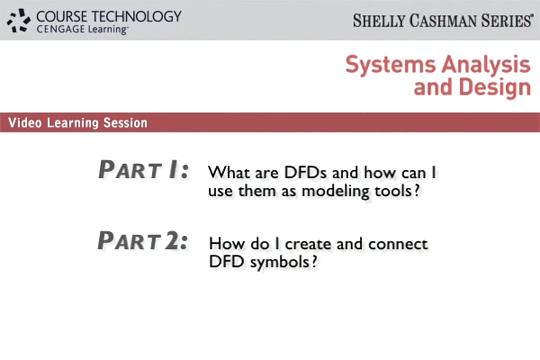 COURSE TECHNOLOGY
CENGAGE Learning™
SHELLY CASHMAN SERIES®
Systems Analysis
and Design
Video Learning Session
PART 1: What are DFDs and how can I
use them as modeling tools?
PART 2: How do I create and connect
DFD symbols?